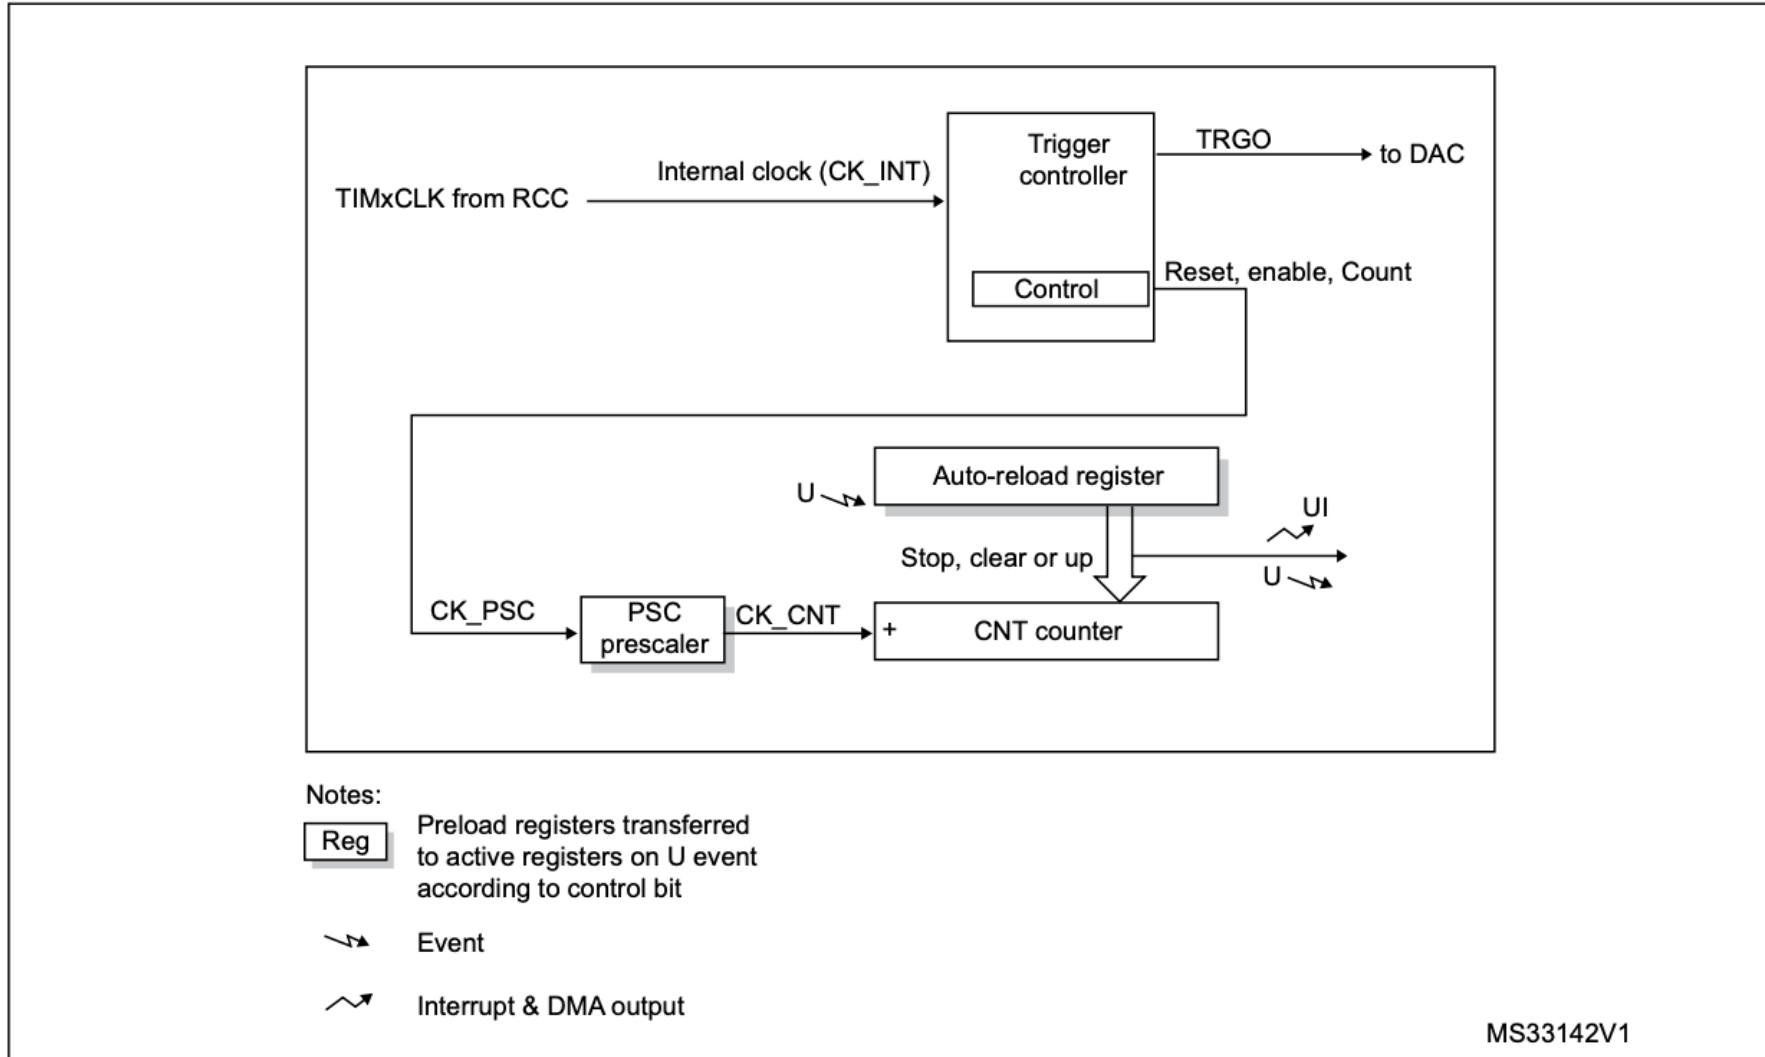 Trigger
controller
TRGO
to DAC
Internal clock (CK_INT)
TIMxCLK from RCC
Control
Reset, enable, Count
Auto-reload register
U
UI
Stop, clear or up
U
CK_PSC
PSC
prescaler
CK_CNT
+
CNT counter
Notes:
Reg
Preload registers transferred
to active registers on U event
according to control bit
Event
Interrupt & DMA output
MS33142V1